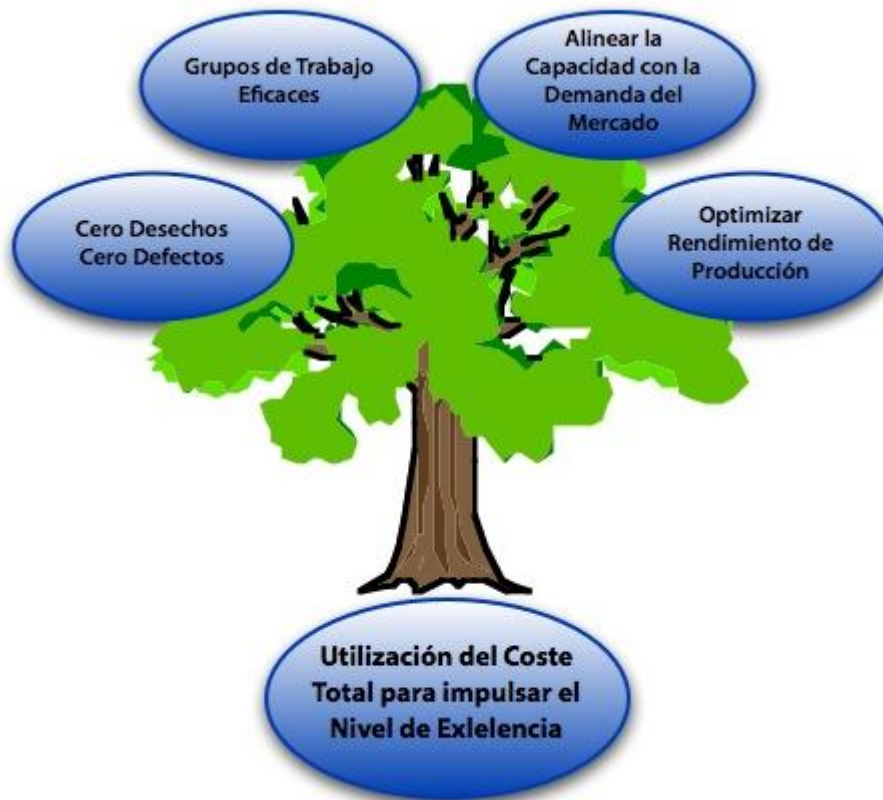 Grupos de Trabajo
Eficaces
Alinear la
Capacidad con la
Demanda del
Mercado
Cero Desechos
Cero Defectos
Optimizar
Rendimiento de
Producción
Utilización del Coste
Total para impulsar el
Nivel de Exlelencia